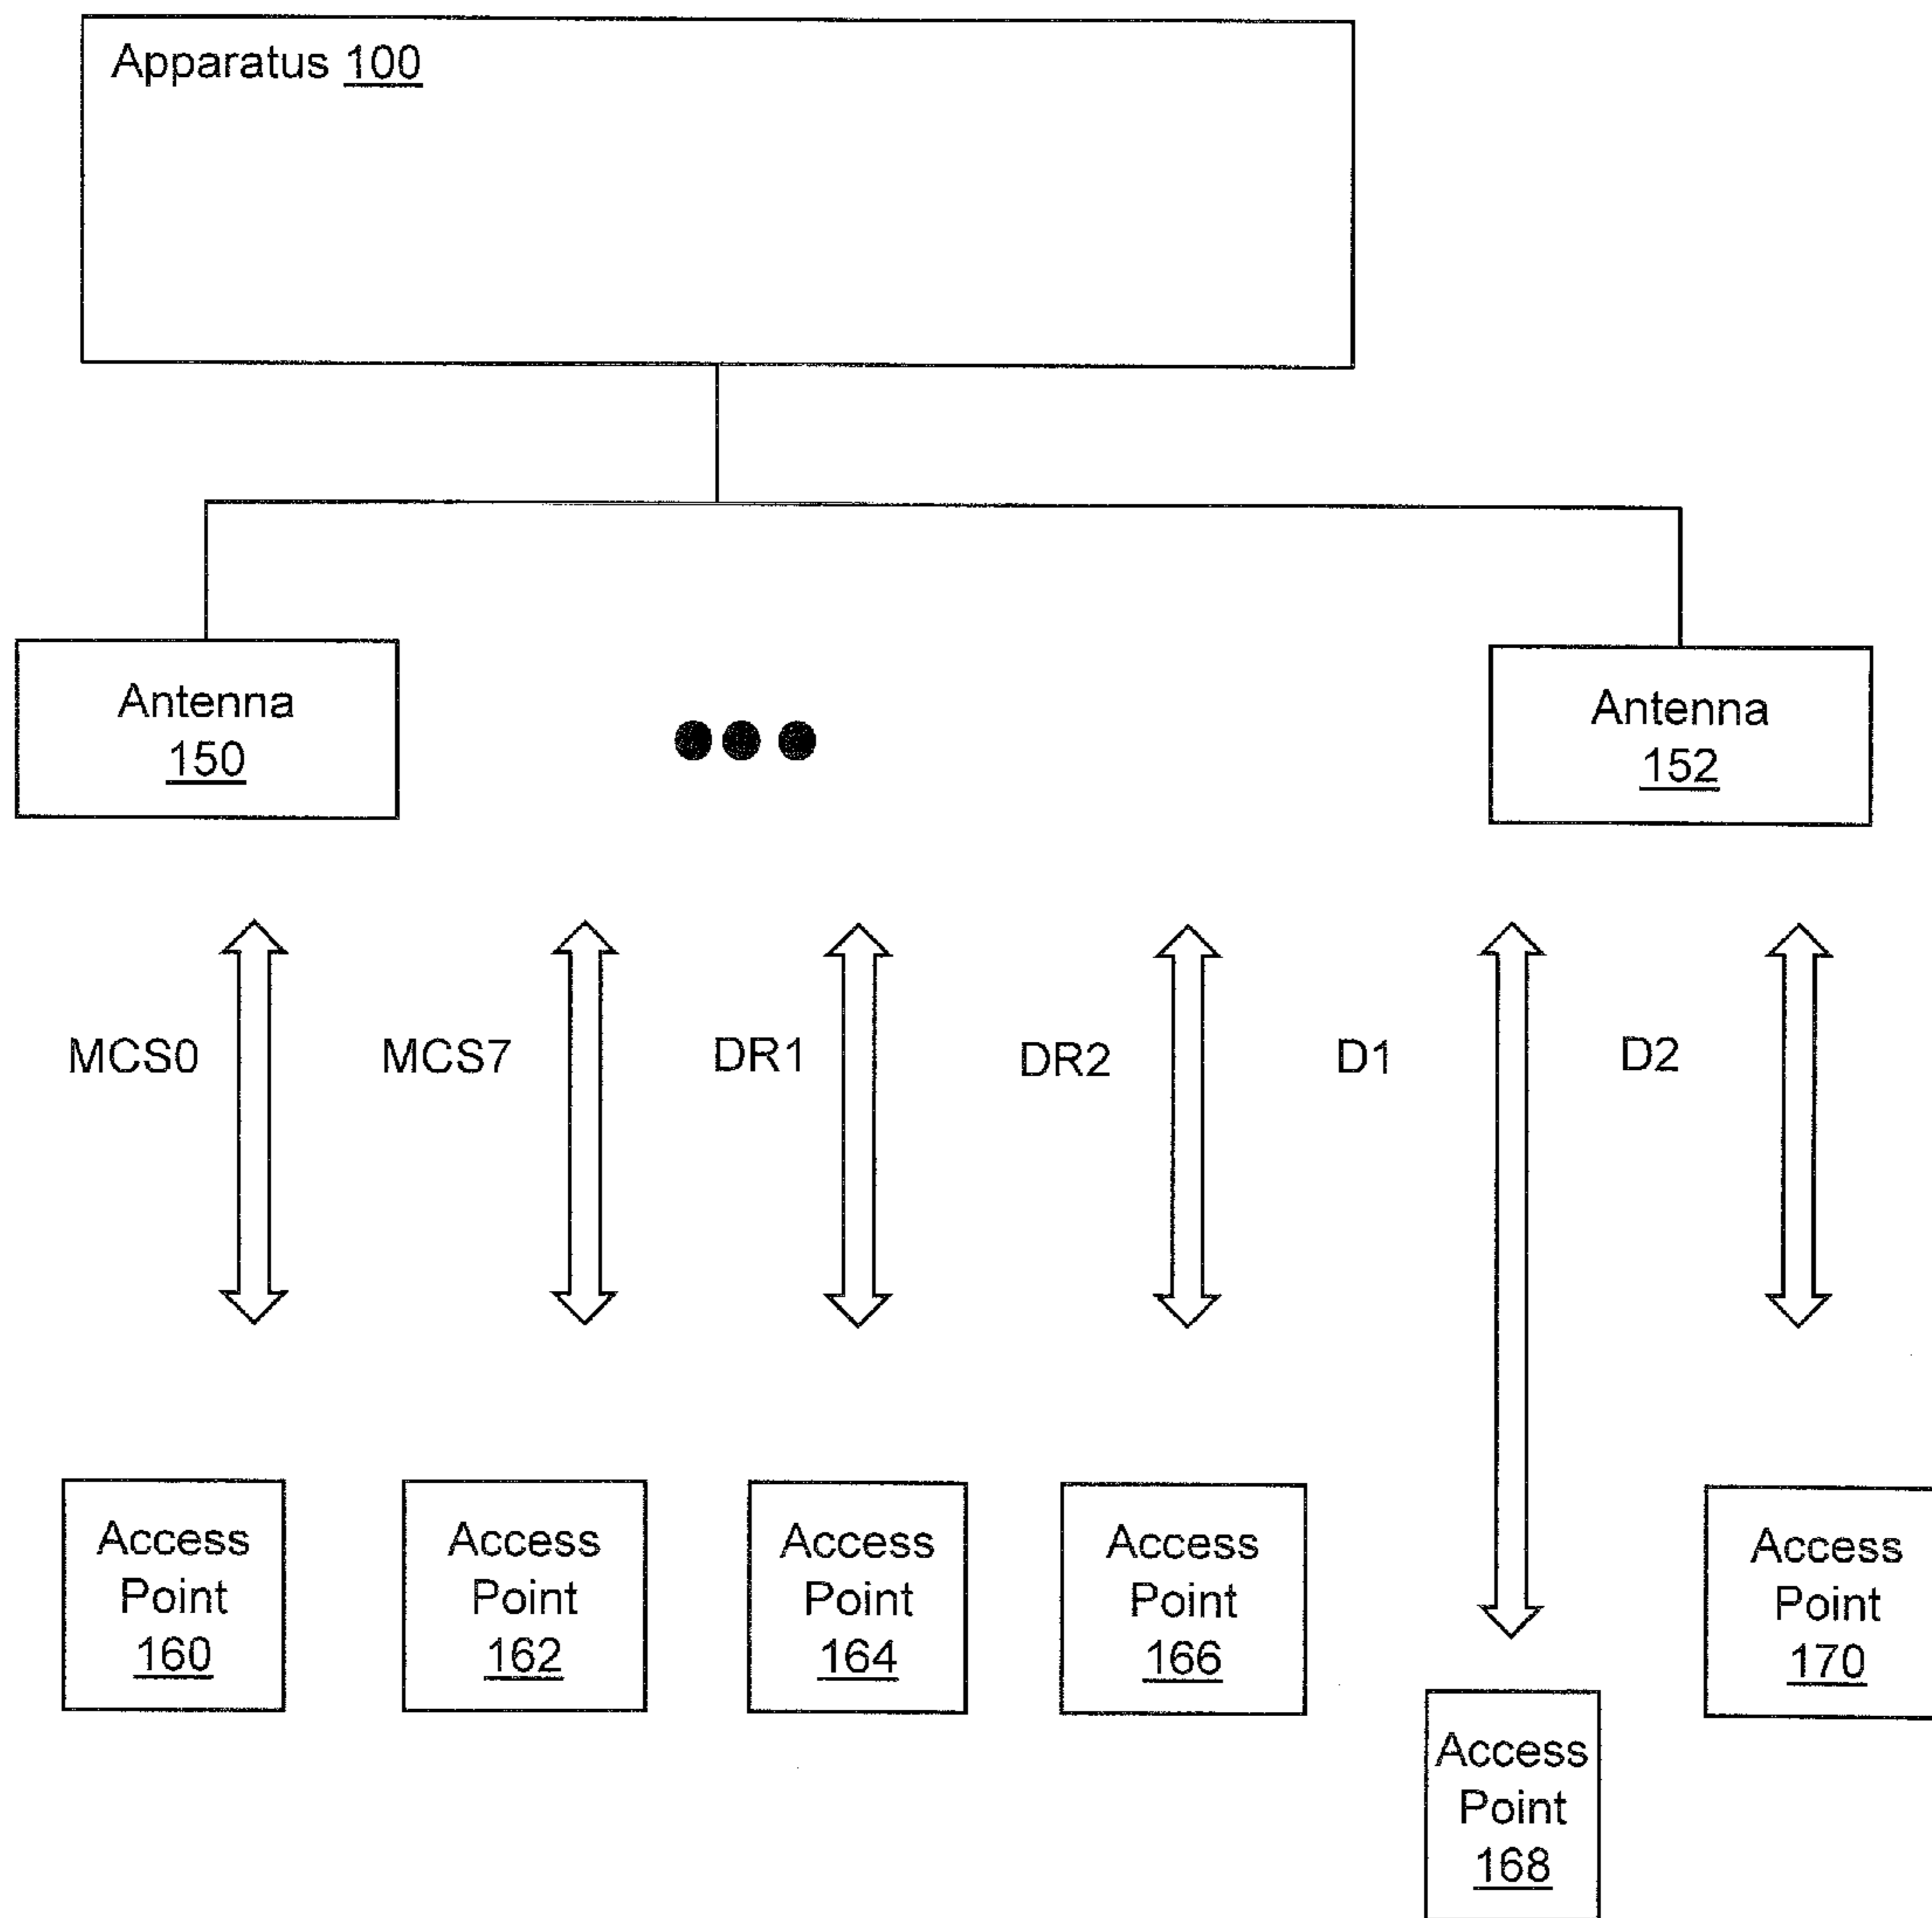 Apparatus 100
Antenna
150
Antenna
152
MCS0
MCS7
DR1
DR2
D1
D2
Access
Point
160
Access
Point
162
Access
Point
164
Access
Point
166
Access
Point
168
Access
Point
170